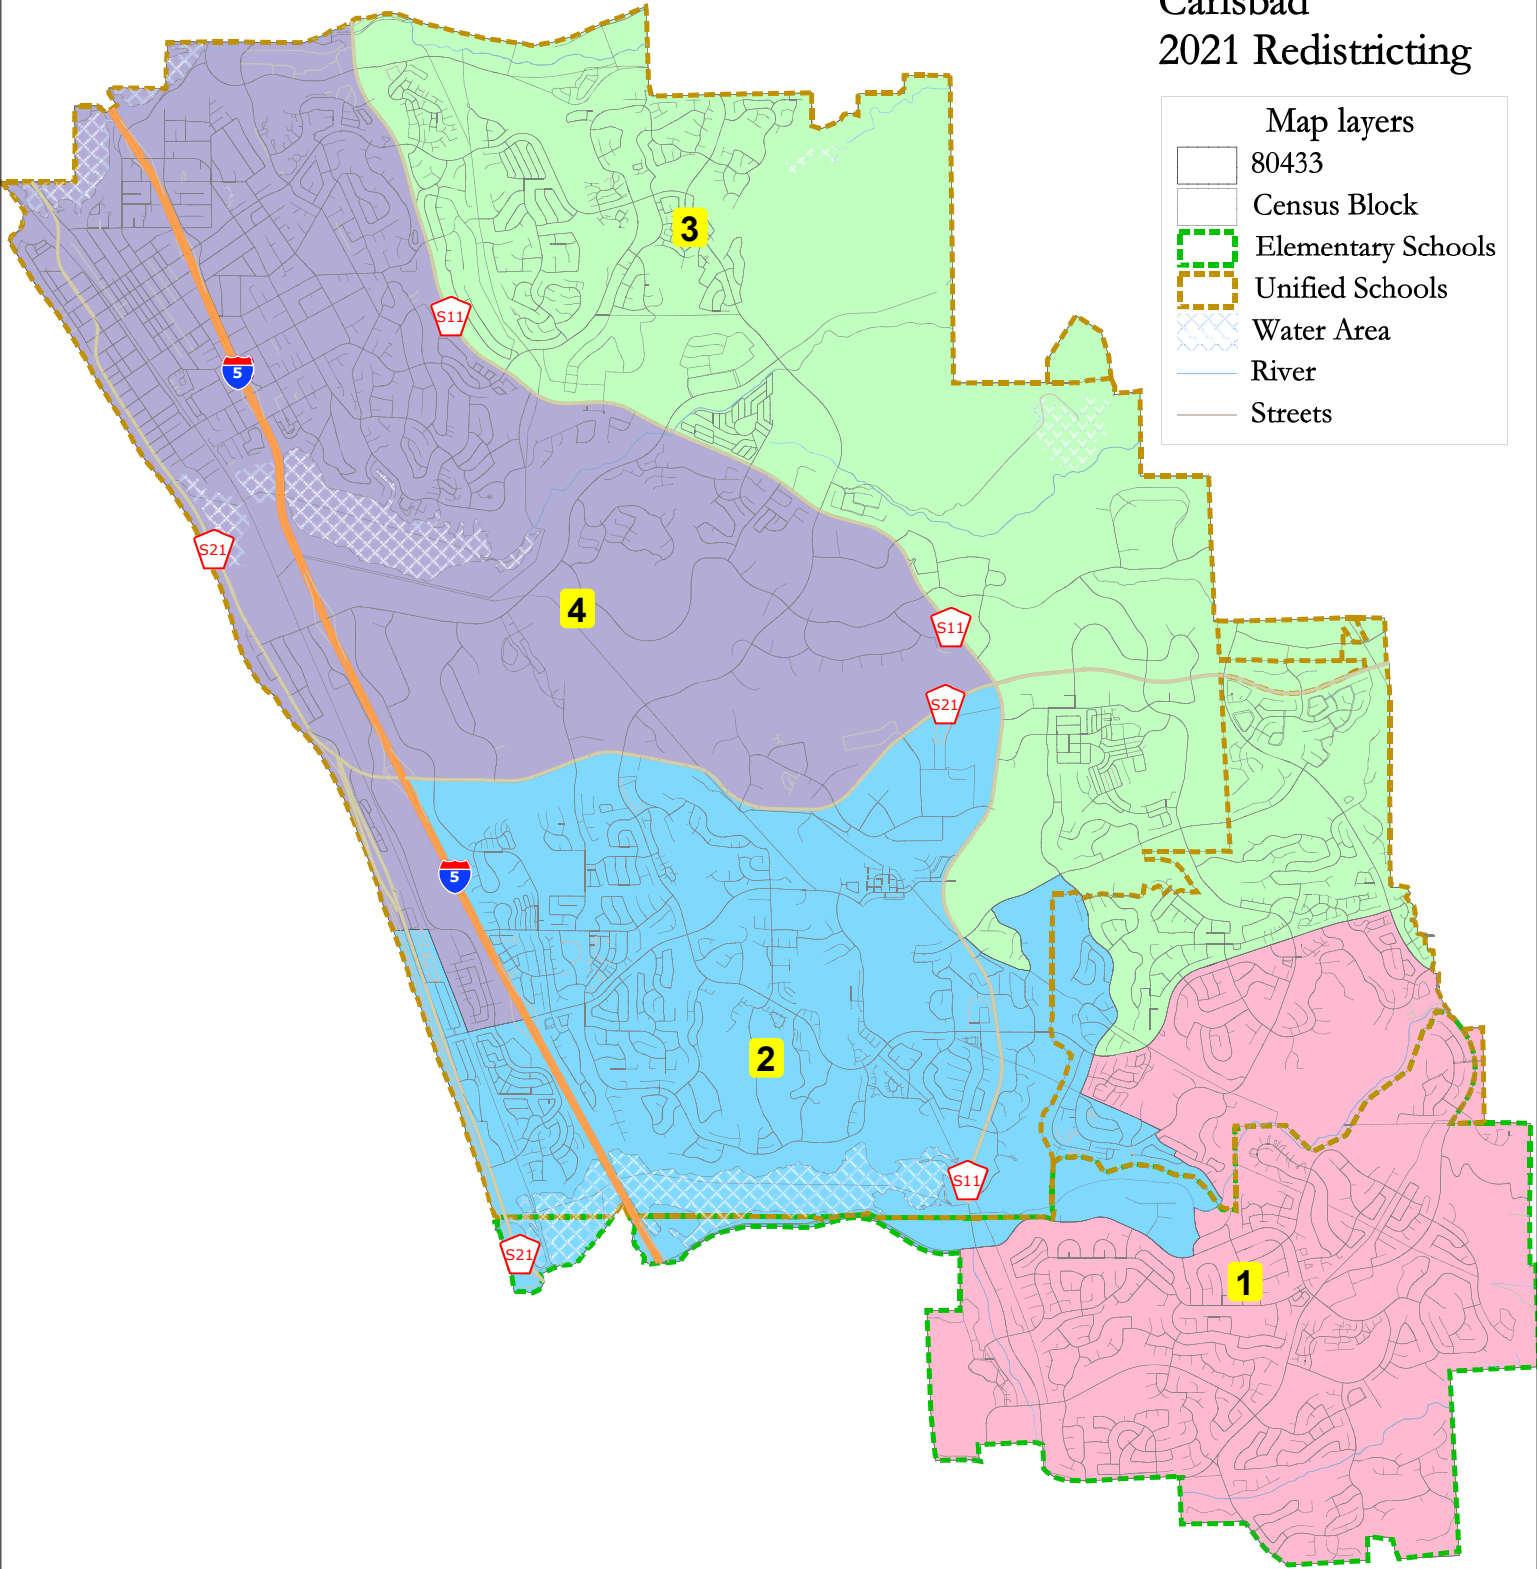 Carlsbad
2021 Redistricting
Map layers
80433
Census Block
Elementary Schools
Unified Schools
Water Area
River
Streets
3
S11
5
S21
4
S11
S21
5
2
S11
S21
1